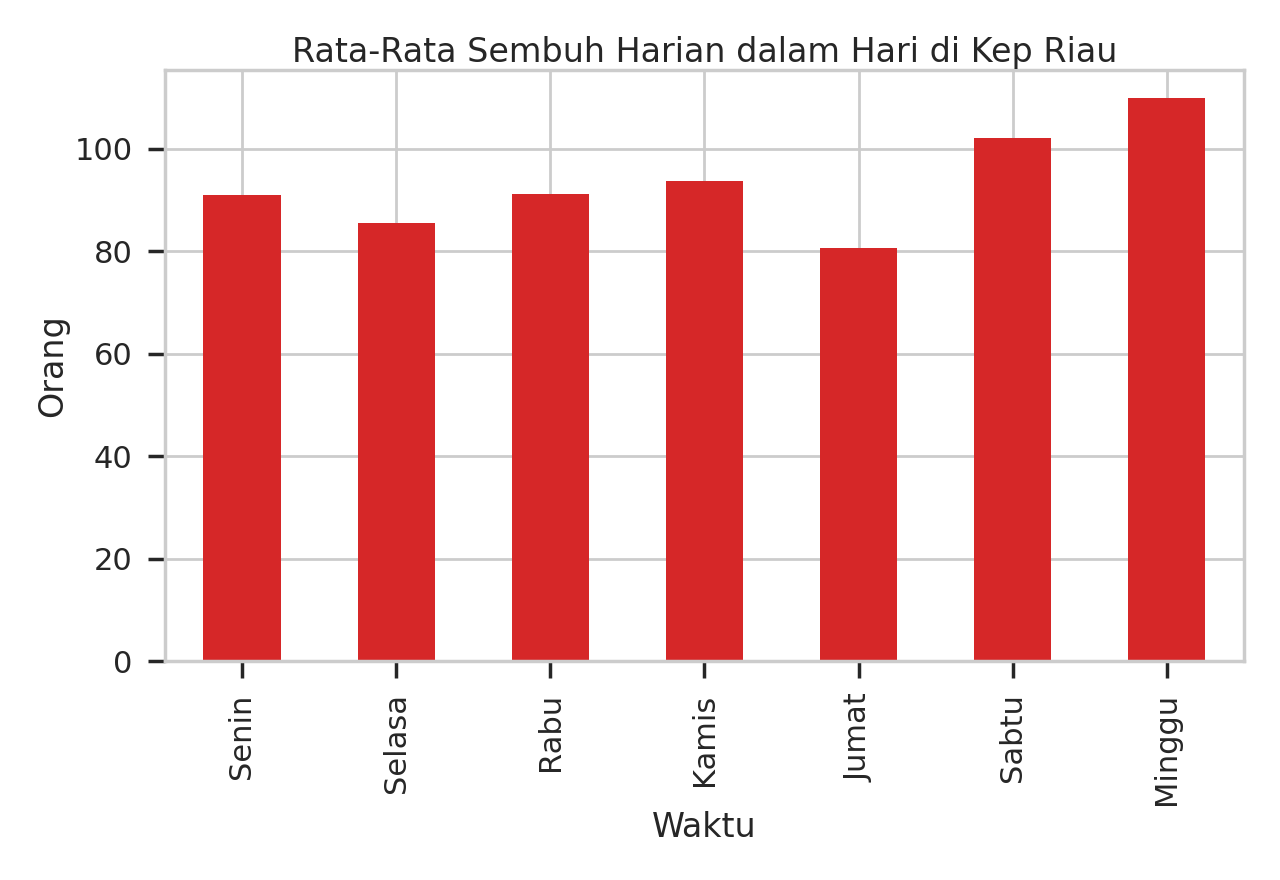 Rata-Rata Sembuh Harian dalam Hari di Kep Riau
Orang
100
80
60
40
20
0
Senin
Selasa
Rabu
Kamis
Jumat
Sabtu
Minggu
Waktu